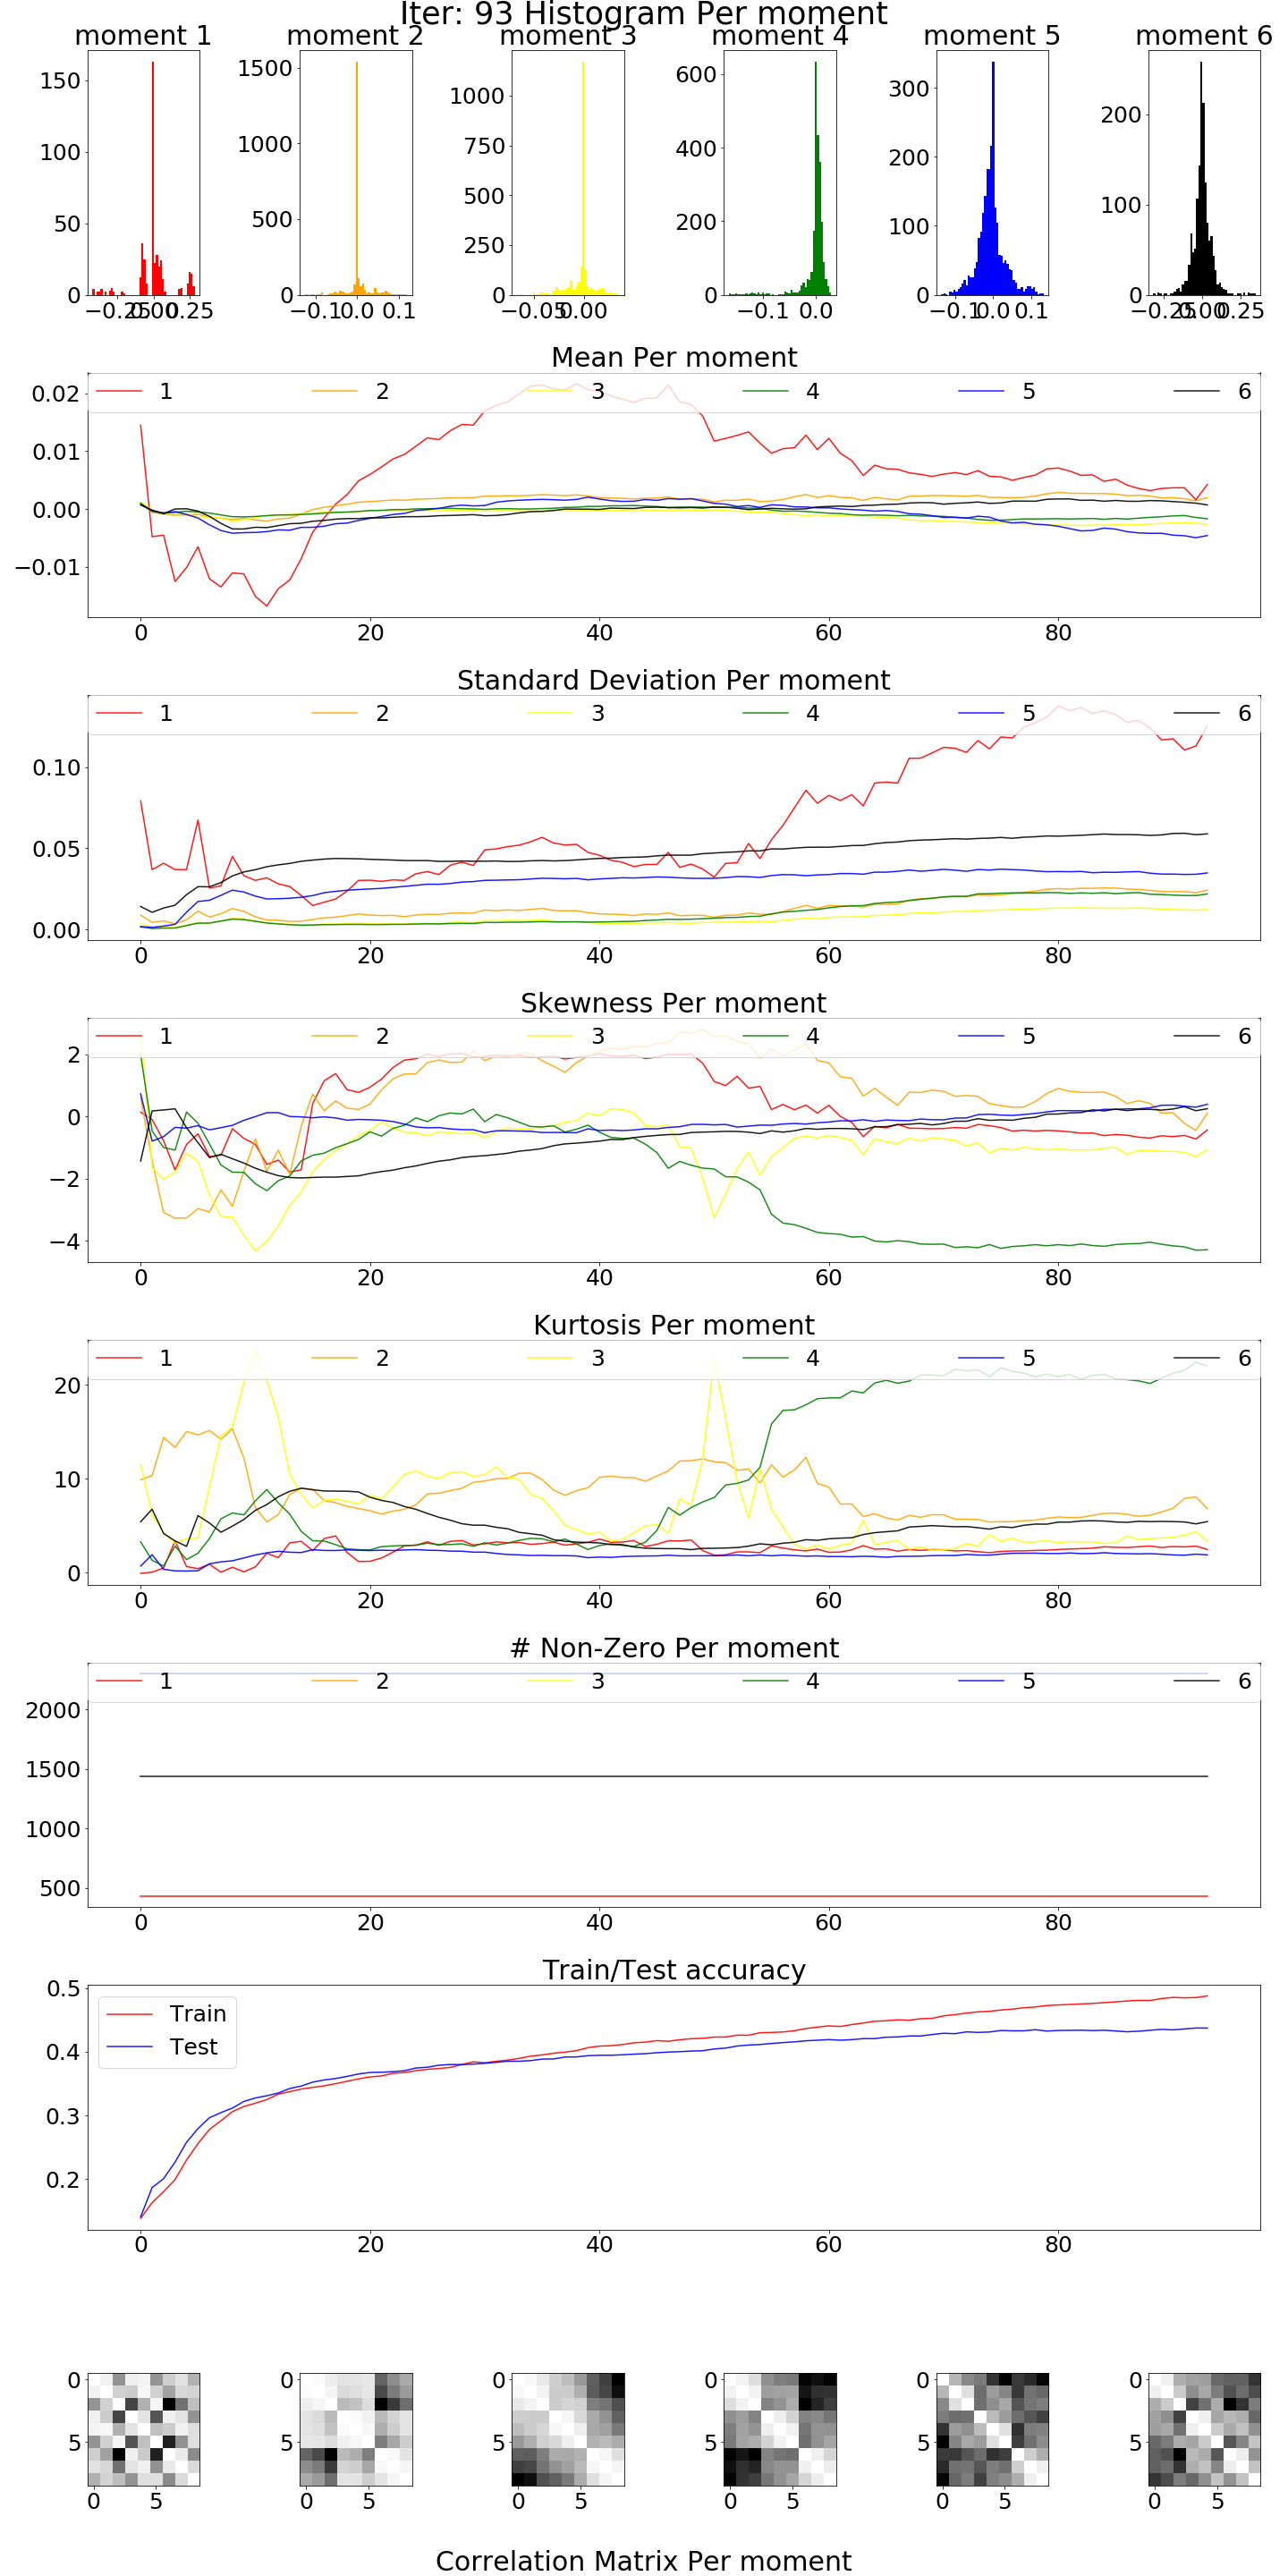 Iter: 93 Histogram Per moment
moment 1 moment 2 moment 3 moment 4 moment 5 moment 6
150
100
50
0
−0.25 0.00 0.25
1500
1000
500
0
−0.1 0.0 0.1
1000
750
500
250
0
−0.05 0.00
600
400
200
0
−0.1 0.0
300
200
100
0
−0.1 0.0 0.1
200
100
0
−0.25 0.00 0.25
Mean Per moment
1 2 3 4 5 6
0.02
0.01
0.00
−0.01
0 20 40 60 80
Standard Deviation Per moment
1 2 3 4 5 6
0.10
0.05
0.00
0 20 40 60 80
Skewness Per moment
1 2 3 4 5 6
2
0
−2
−4
0 20 40 60 80
Kurtosis Per moment
1 2 3 4 5 6
20
10
0
0 20 40 60 80
# Non-Zero Per moment
1 2 3 4 5 6
2000
1500
1000
500
0 20 40 60 80
Train/Test accuracy
Train
Test
0.5
0.4
0.3
0.2
0 20 40 60 80
0
5
0 5
0
5
0 5
0
5
0 5
0
5
0 5
0
5
0 5
0
5
0 5
Correlation Matrix Per moment